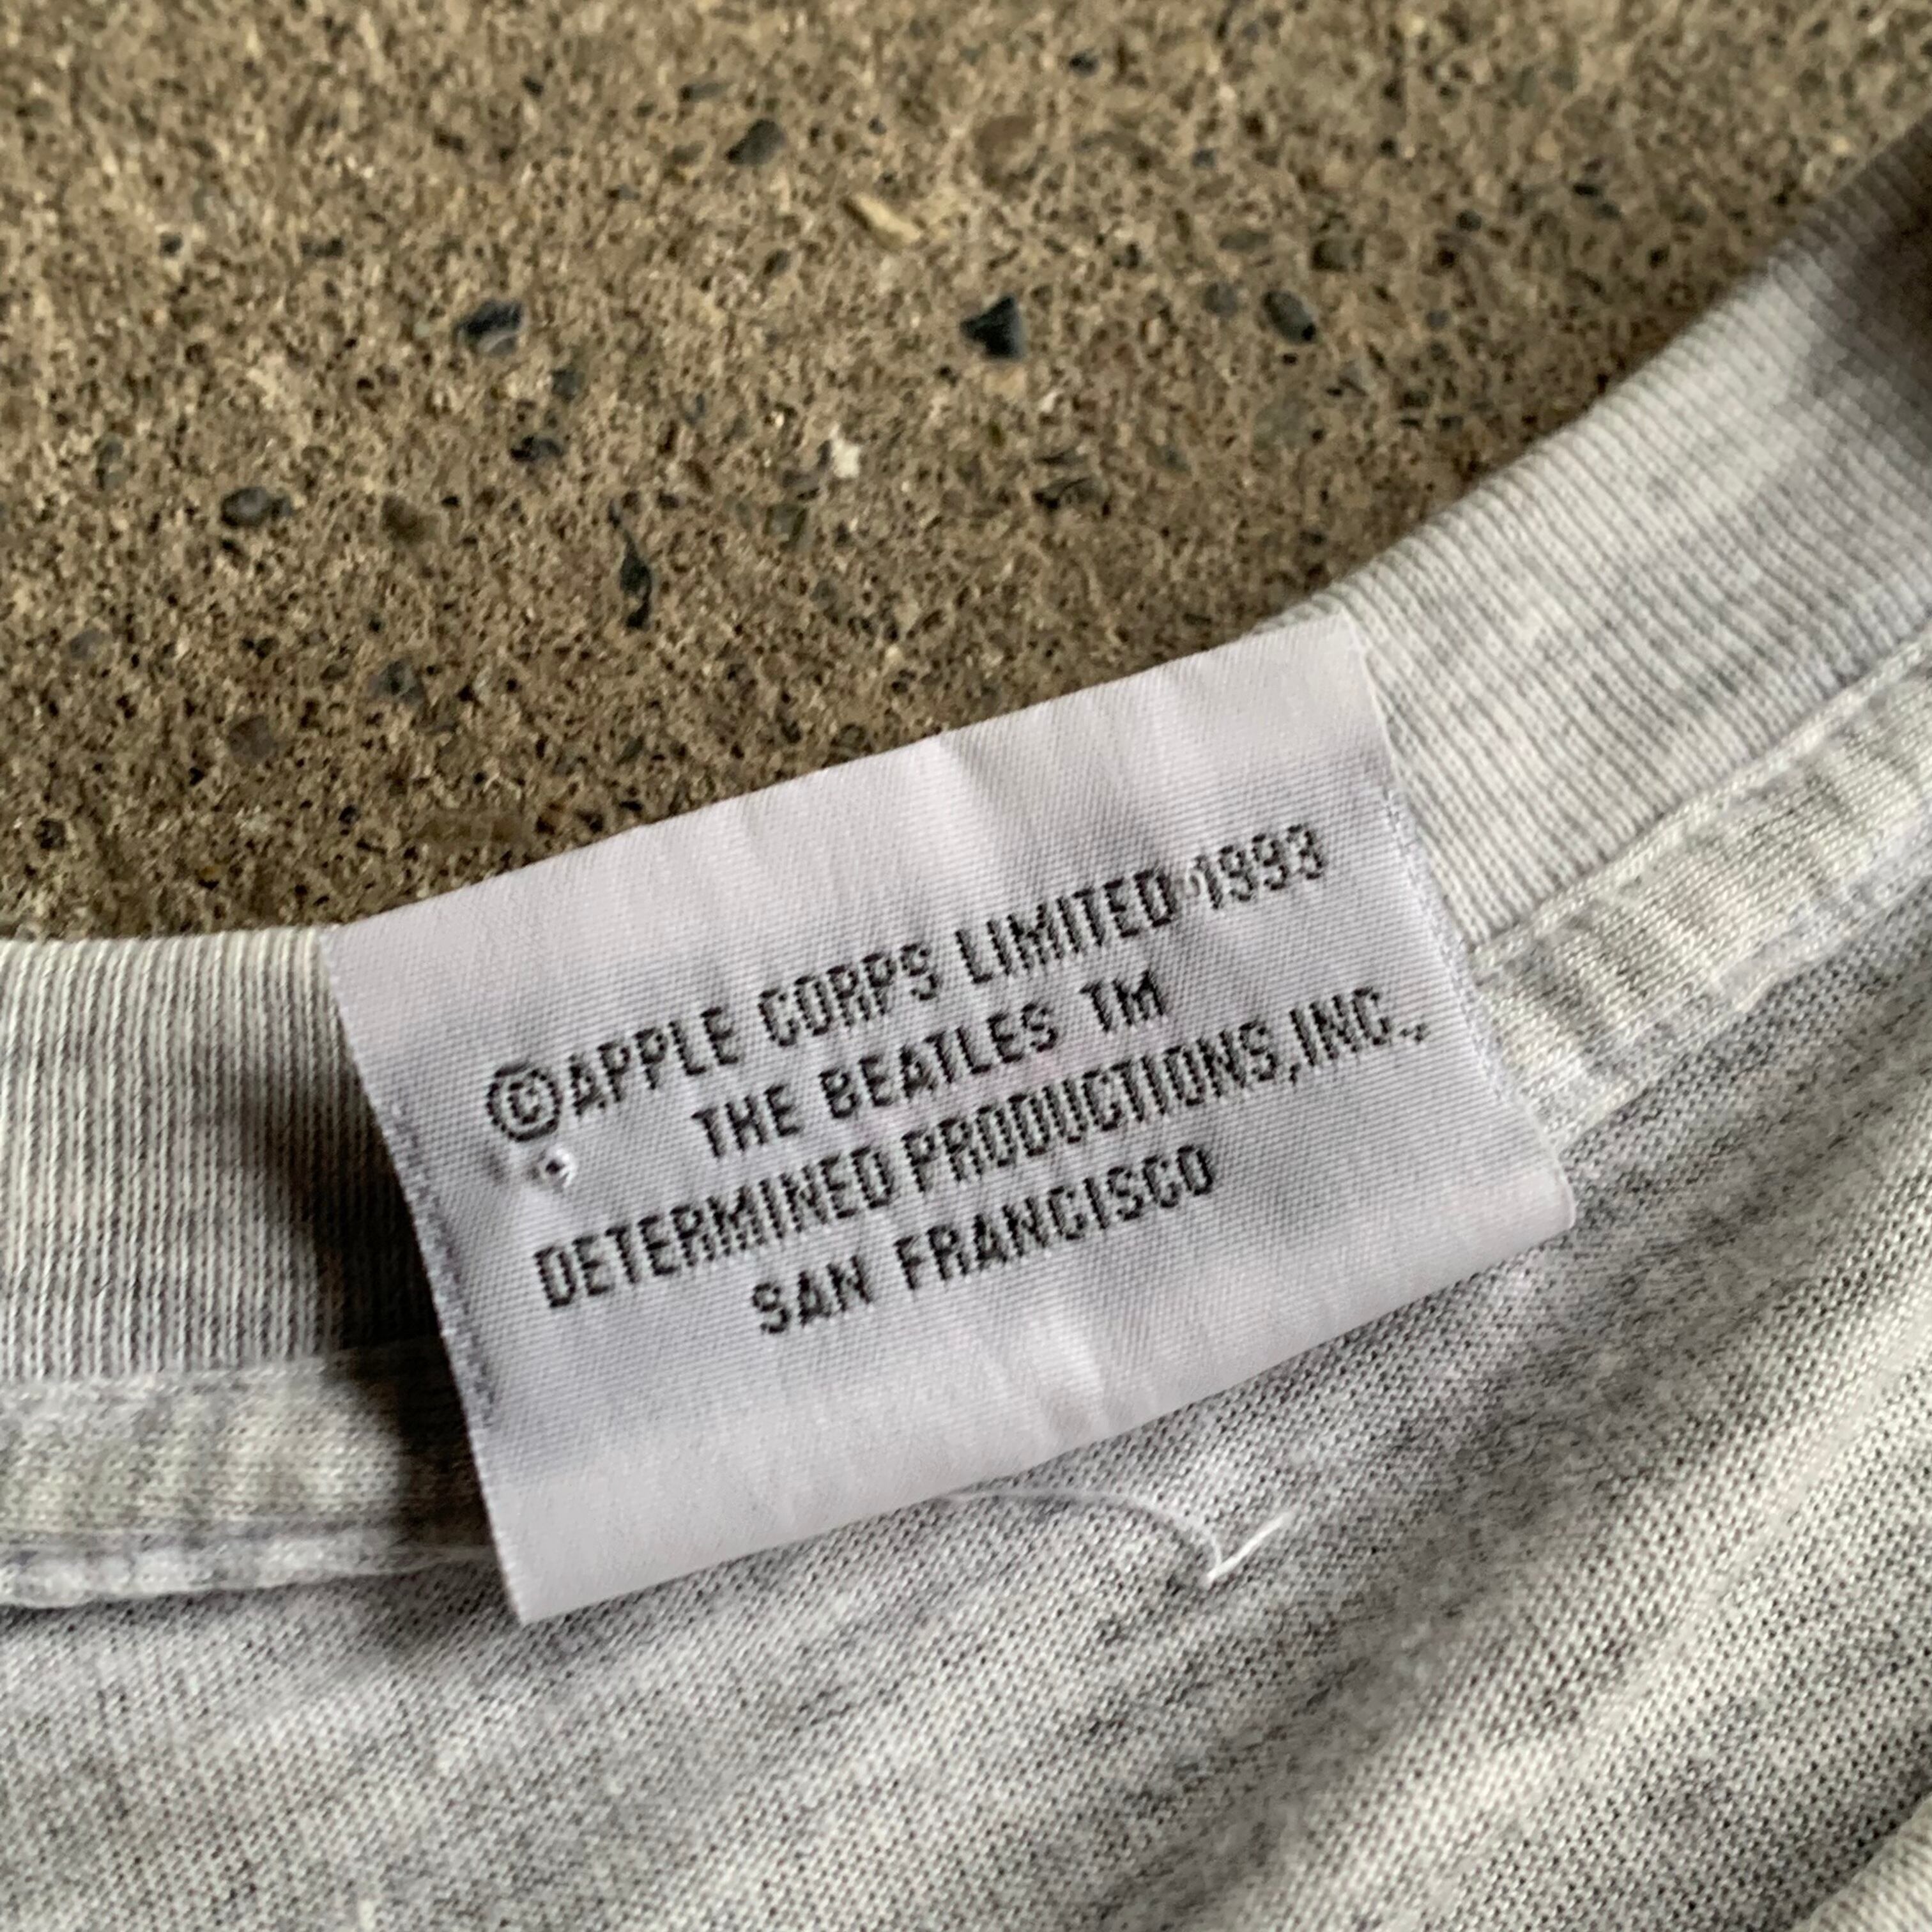 ©APPLE CORPS LIMITED 1993
THE BEATLES TM
DETERMINED PRODUCTIONS,INC.,
SAN FRANCISCO